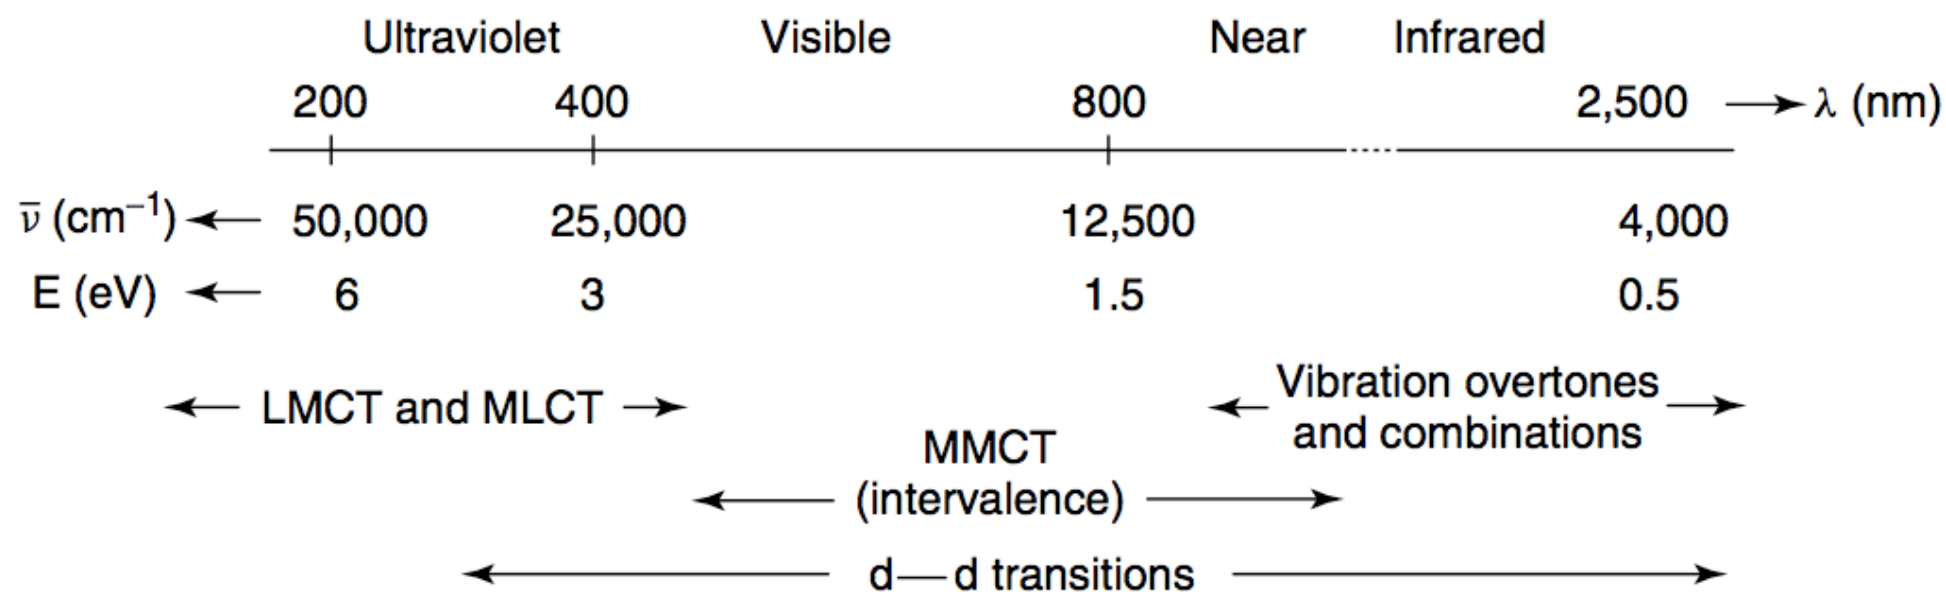 Ultraviolet Visible Near Infrared
200 400 800 2,500 λ (nm)
ν̅ (cm⁻¹) 50,000 25,000 12,500 4,000
E (eV) 6 3 1.5 0.5
LMCT and MLCT
Vibration overtones
and combinations
MMCT
(intervalence)
d—d transitions